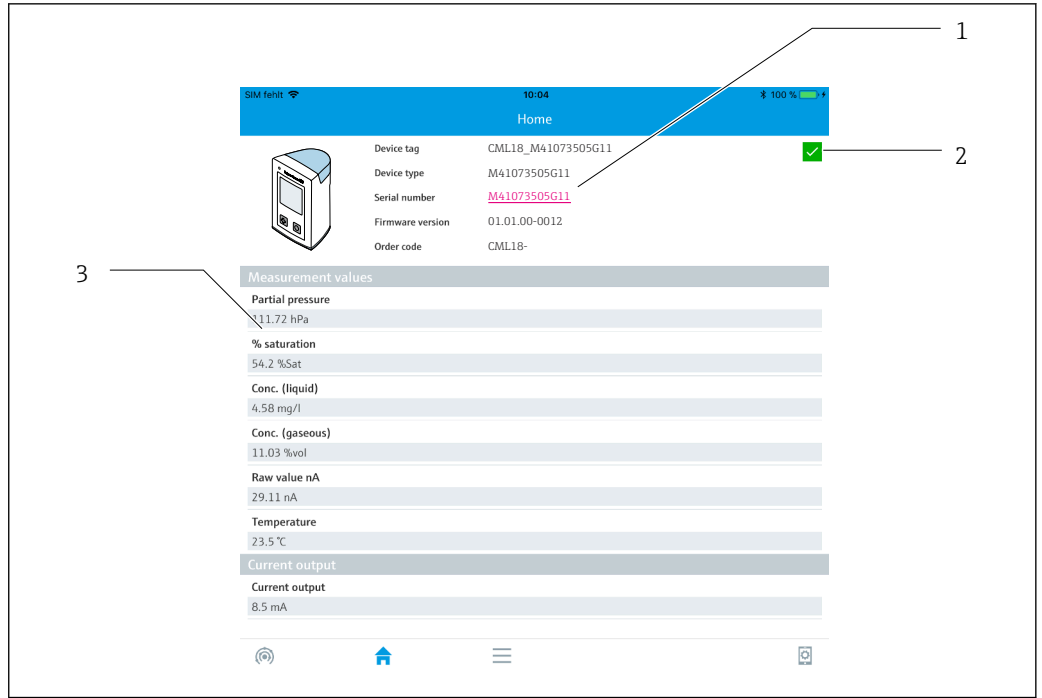 1
SIM fehlt 10:04 100 %
Home
Device tag CML18_M41073505G11
2
Device type M41073505G11
Serial number M41073505G11
Firmware version 01.01.00-0012
Order code CML18-
3
Measurement values
Partial pressure
111.72 hPa
% saturation
54.2 %Sat
Conc. (liquid)
4.58 mg/l
Conc. (gaseous)
11.03 %vol
Raw value nA
29.11 nA
Temperature
23.5 °C
Current output
Current output
8.5 mA